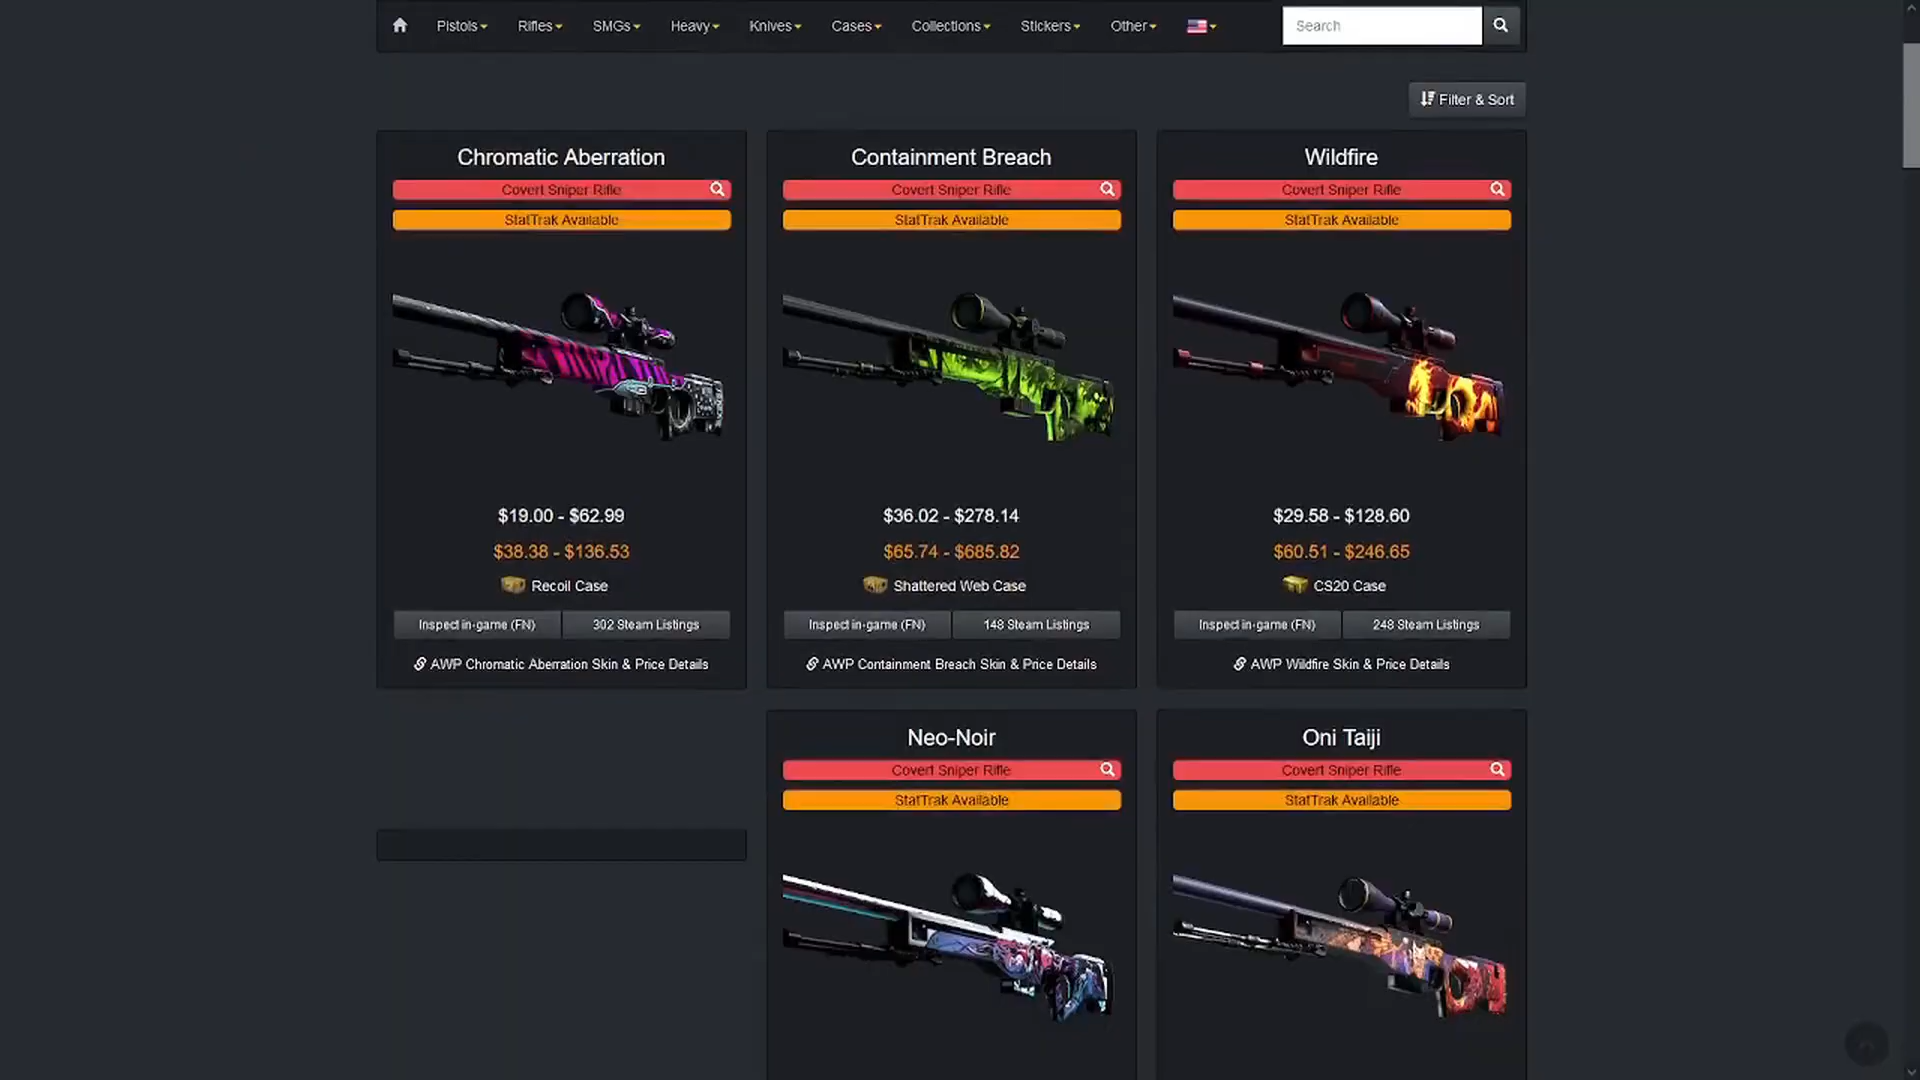 Pistols Rifles SMGs Heavy Knives Cases Collections Stickers Other Search
Filter & Sort
Chromatic Aberration
Covert Sniper Rifle
StatTrak Available
$19.00 - $62.99
$38.38 - $136.53
Recoil Case
Inspect in-game (FN) 302 Steam Listings
AWP Chromatic Aberration Skin & Price Details
Containment Breach
Covert Sniper Rifle
StatTrak Available
$36.02 - $278.14
$65.74 - $685.82
Shattered Web Case
Inspect in-game (FN) 148 Steam Listings
AWP Containment Breach Skin & Price Details
Wildfire
Covert Sniper Rifle
StatTrak Available
$29.58 - $128.60
$60.51 - $246.65
CS20 Case
Inspect in-game (FN) 248 Steam Listings
AWP Wildfire Skin & Price Details
Neo-Noir
Covert Sniper Rifle
StatTrak Available
Oni Taiji
Covert Sniper Rifle
StatTrak Available